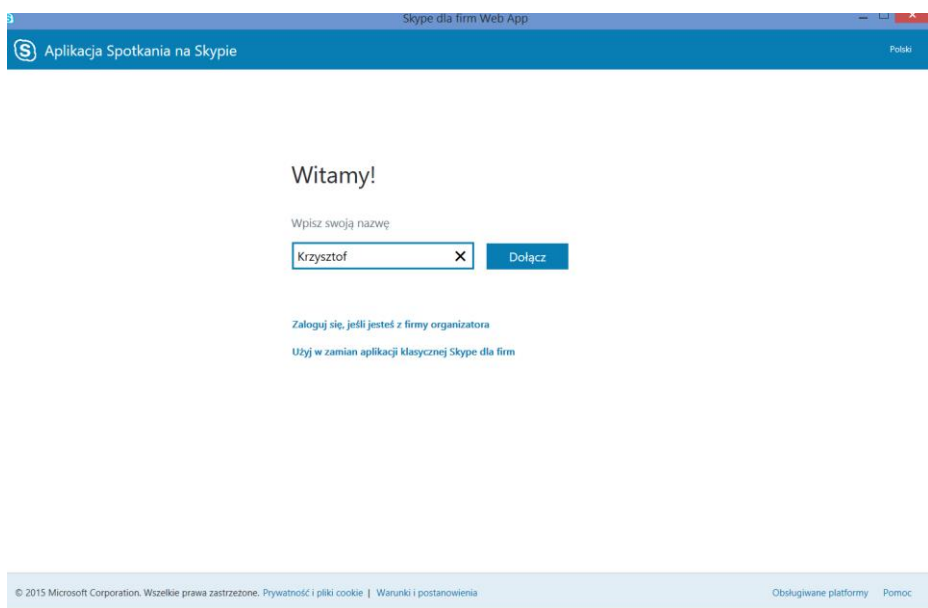 Skype dla firm Web App
Aplikacja Spotkania na Skypie
Polski
Witamy!
Wpisz swoją nazwę
Krzysztof
Dołącz
Zaloguj się, jeśli jesteś z firmy organizatora
Użyj w zamian aplikacji klasycznej Skype dla firm
© 2015 Microsoft Corporation. Wszelkie prawa zastrzeżone. Prywatność i pliki cookie | Warunki i postanowienia Obsługiwane platformy Pomoc